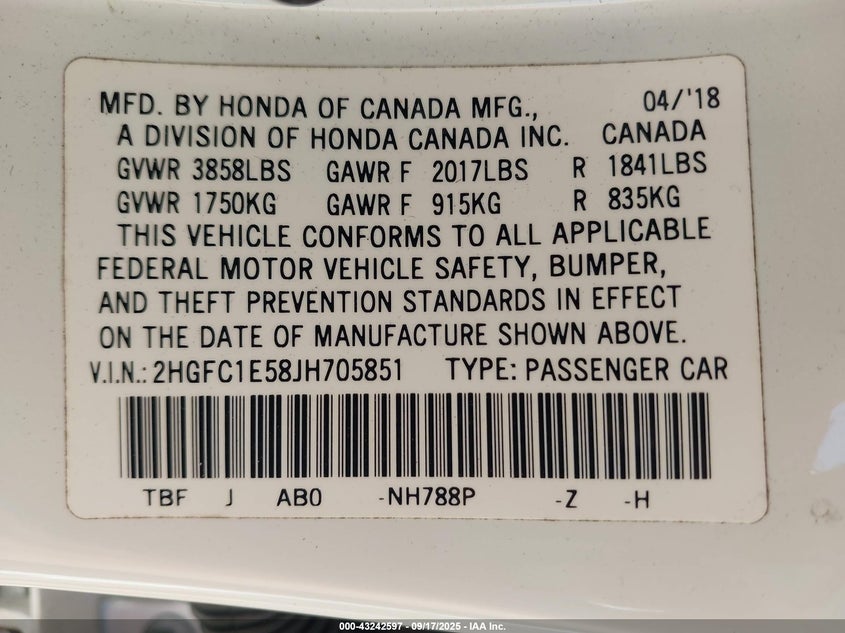 MFD. BY HONDA OF CANADA MFG., 04/'18
A DIVISION OF HONDA CANADA INC. CANADA
GVWR 3858LBS GAWR F 2017LBS R 1841LBS
GVWR 1750KG GAWR F 915KG R 835KG
THIS VEHICLE CONFORMS TO ALL APPLICABLE
FEDERAL MOTOR VEHICLE SAFETY, BUMPER,
AND THEFT PREVENTION STANDARDS IN EFFECT
ON THE DATE OF MANUFACTURE SHOWN ABOVE.
V.I.N.: 2HGFC1E58JH705851 TYPE: PASSENGER CAR
TBF J AB0 -NH788P -Z -H
000-43242597 - 09/17/2025 - IAA Inc.